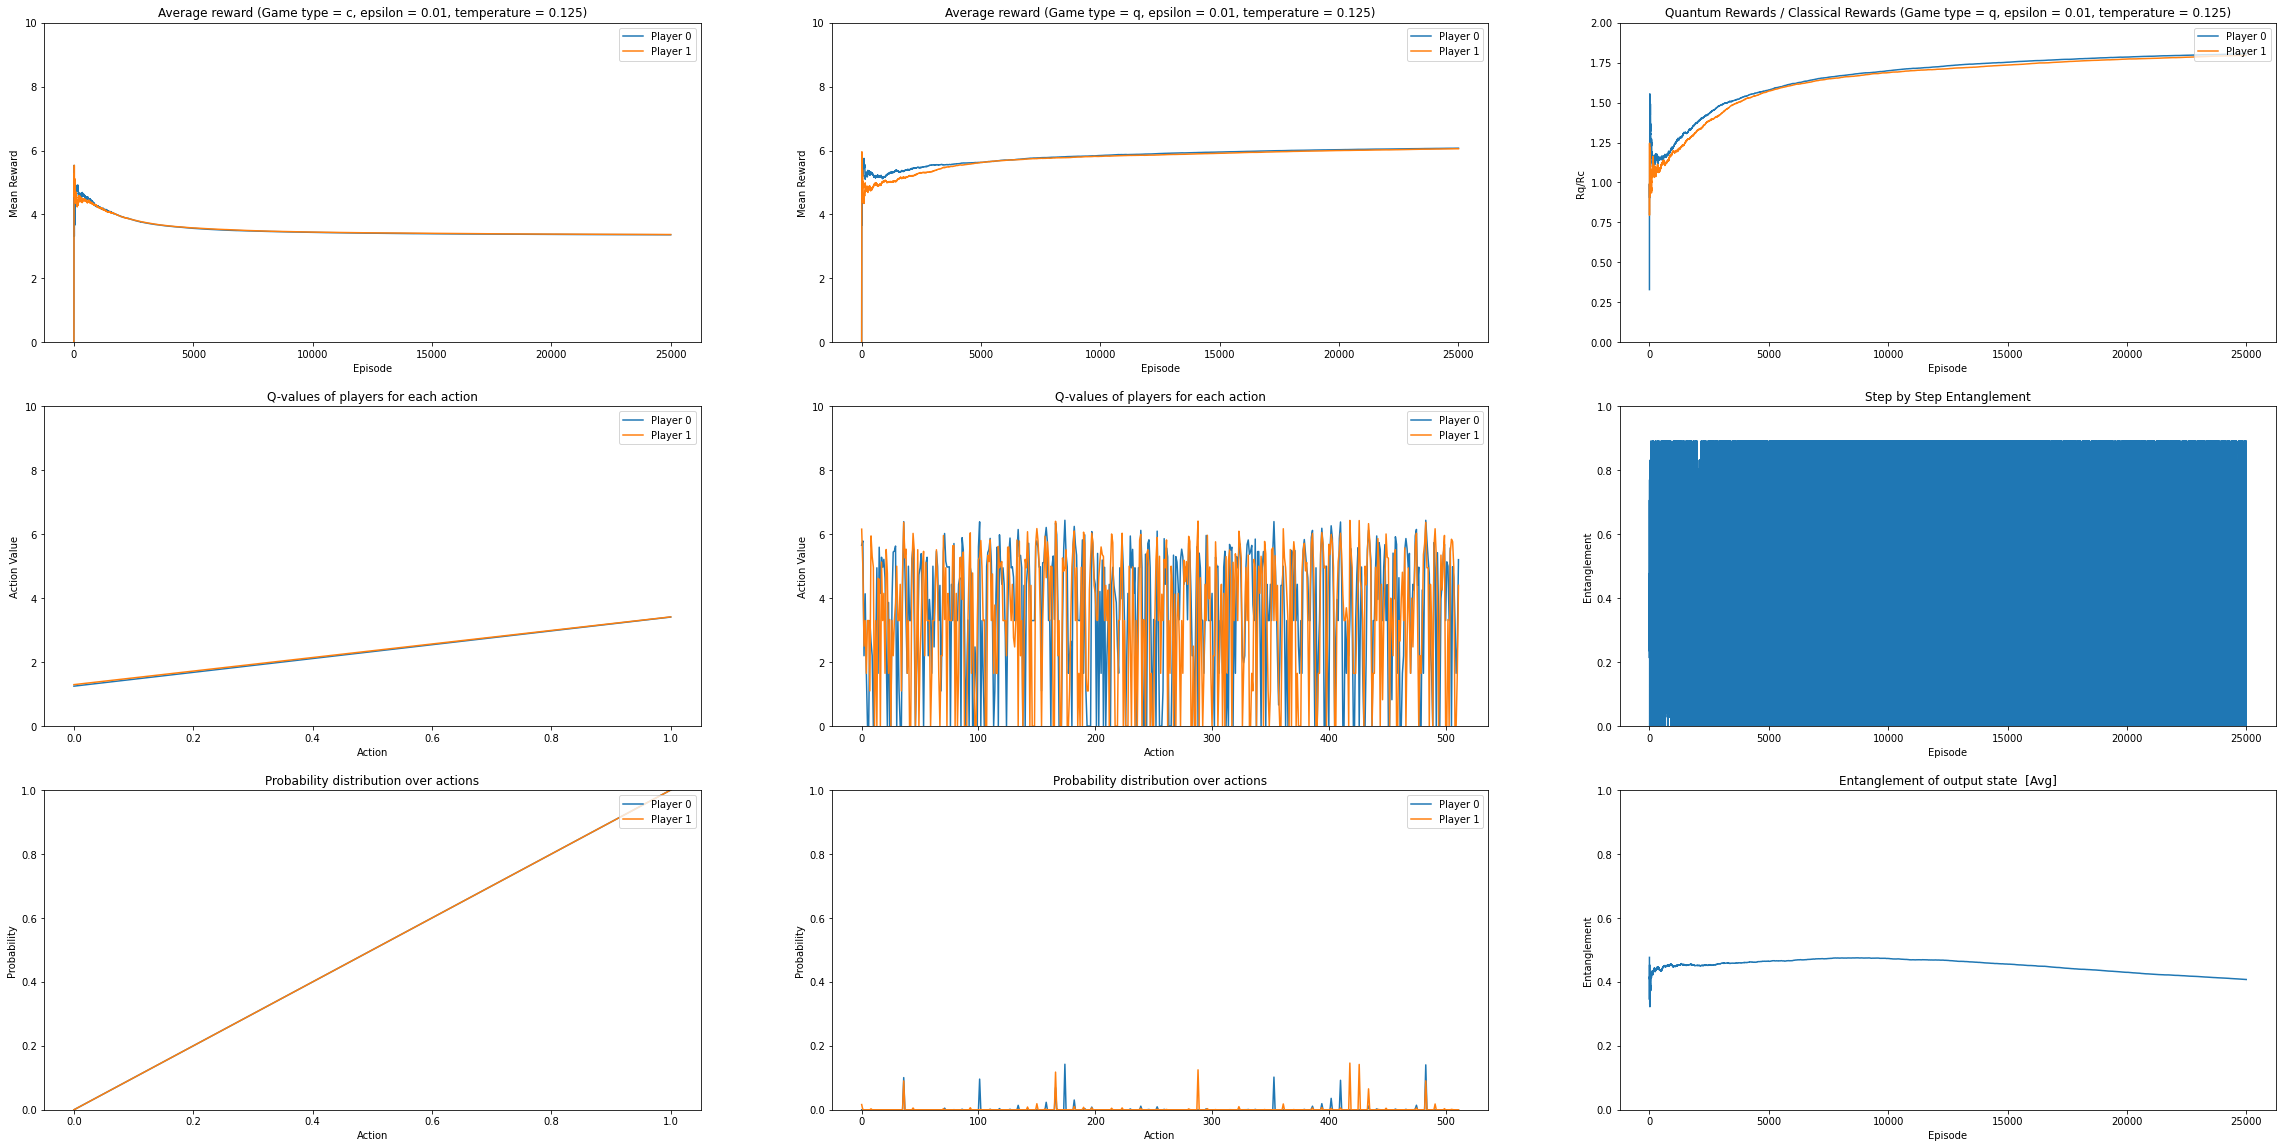 Average reward (Game type = c, epsilon = 0.01, temperature = 0.125)
10
8
6
4
2
0
Mean Reward
Player 0
Player 1
0 5000 10000 15000 20000 25000
Episode
Average reward (Game type = q, epsilon = 0.01, temperature = 0.125)
10
8
6
4
2
0
Mean Reward
Player 0
Player 1
0 5000 10000 15000 20000 25000
Episode
Quantum Rewards / Classical Rewards (Game type = q, epsilon = 0.01, temperature = 0.125)
2.00
1.75
1.50
1.25
1.00
0.75
0.50
0.25
0.00
Rq/Rc
Player 0
Player 1
0 5000 10000 15000 20000 25000
Episode
Q-values of players for each action
10
8
6
4
2
0
Action Value
Player 0
Player 1
0.0 0.2 0.4 0.6 0.8 1.0
Action
Q-values of players for each action
10
8
6
4
2
0
Action Value
Player 0
Player 1
0 100 200 300 400 500
Action
Step by Step Entanglement
1.0
0.8
0.6
0.4
0.2
0.0
Entanglement
0 5000 10000 15000 20000 25000
Episode
Probability distribution over actions
1.0
0.8
0.6
0.4
0.2
0.0
Probability
Player 0
Player 1
0.0 0.2 0.4 0.6 0.8 1.0
Action
Probability distribution over actions
1.0
0.8
0.6
0.4
0.2
0.0
Probability
Player 0
Player 1
0 100 200 300 400 500
Action
Entanglement of output state [Avg]
1.0
0.8
0.6
0.4
0.2
0.0
Entanglement
0 5000 10000 15000 20000 25000
Episode